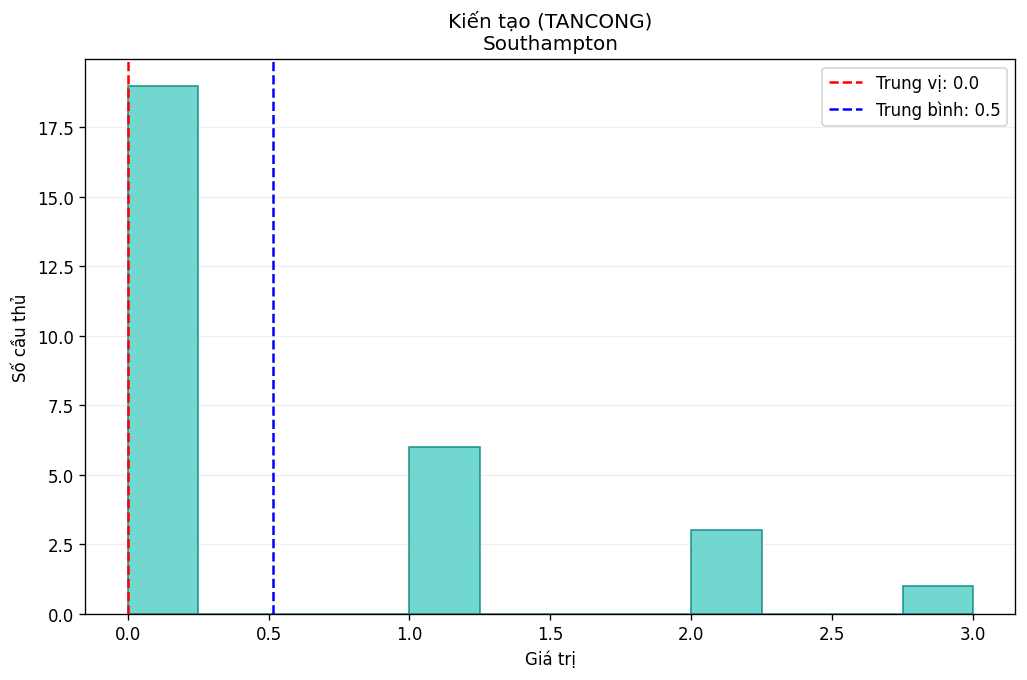 Kiến tạo (TANCONG)
Southampton
Trung vị: 0.0
Trung bình: 0.5
Số cầu thủ
17.5
15.0
12.5
10.0
7.5
5.0
2.5
0.0
0.0 0.5 1.0 1.5 2.0 2.5 3.0
Giá trị